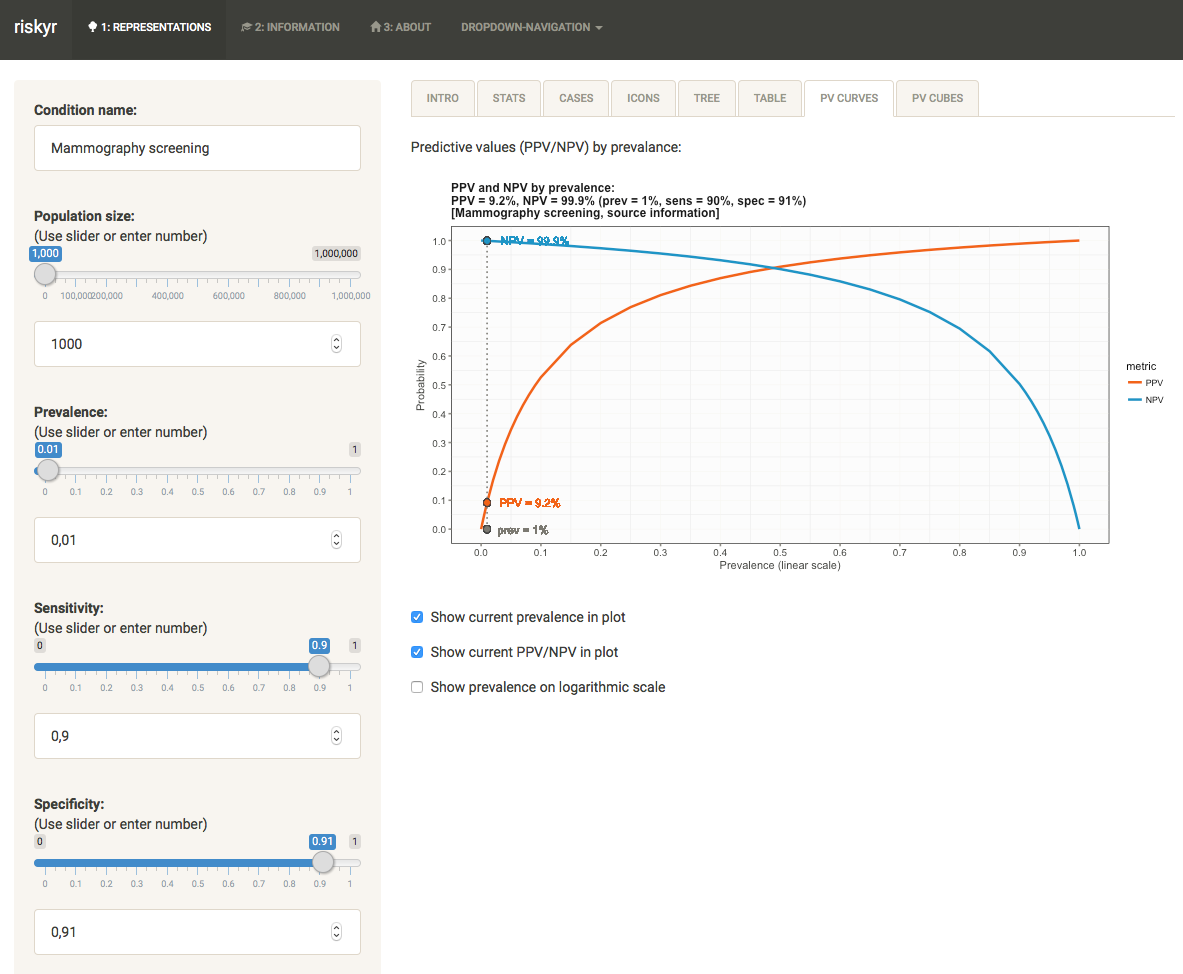 riskyr
1: REPRESENTATIONS
2: INFORMATION
3: ABOUT
DROPDOWN-NAVIGATION
Condition name:
Mammography screening
Population size:
(Use slider or enter number)
1,000
1,000,000
0 100,000 200,000 400,000 600,000 800,000 1,000,000
1000
Prevalence:
(Use slider or enter number)
0.01
1
0 0.1 0.2 0.3 0.4 0.5 0.6 0.7 0.8 0.9 1
0,01
Sensitivity:
(Use slider or enter number)
0 0.9 1
0 0.1 0.2 0.3 0.4 0.5 0.6 0.7 0.8 0.9 1
0,9
Specificity:
(Use slider or enter number)
0 0.91 1
0 0.1 0.2 0.3 0.4 0.5 0.6 0.7 0.8 0.9 1
0,91
INTRO STATS CASES ICONS TREE TABLE PV CURVES PV CUBES
Predictive values (PPV/NPV) by prevalance:
PPV and NPV by prevalence:
PPV = 9.2%, NPV = 99.9% (prev = 1%, sens = 90%, spec = 91%)
[Mammography screening, source information]
1.0
0.9
0.8
0.7
0.6
0.5
0.4
0.3
0.2
0.1
0.0
Probability
NPV = 99.9%
PPV = 9.2%
prev = 1%
0.0 0.1 0.2 0.3 0.4 0.5 0.6 0.7 0.8 0.9 1.0
Prevalence (linear scale)
metric
PPV
NPV
Show current prevalence in plot
Show current PPV/NPV in plot
Show prevalence on logarithmic scale